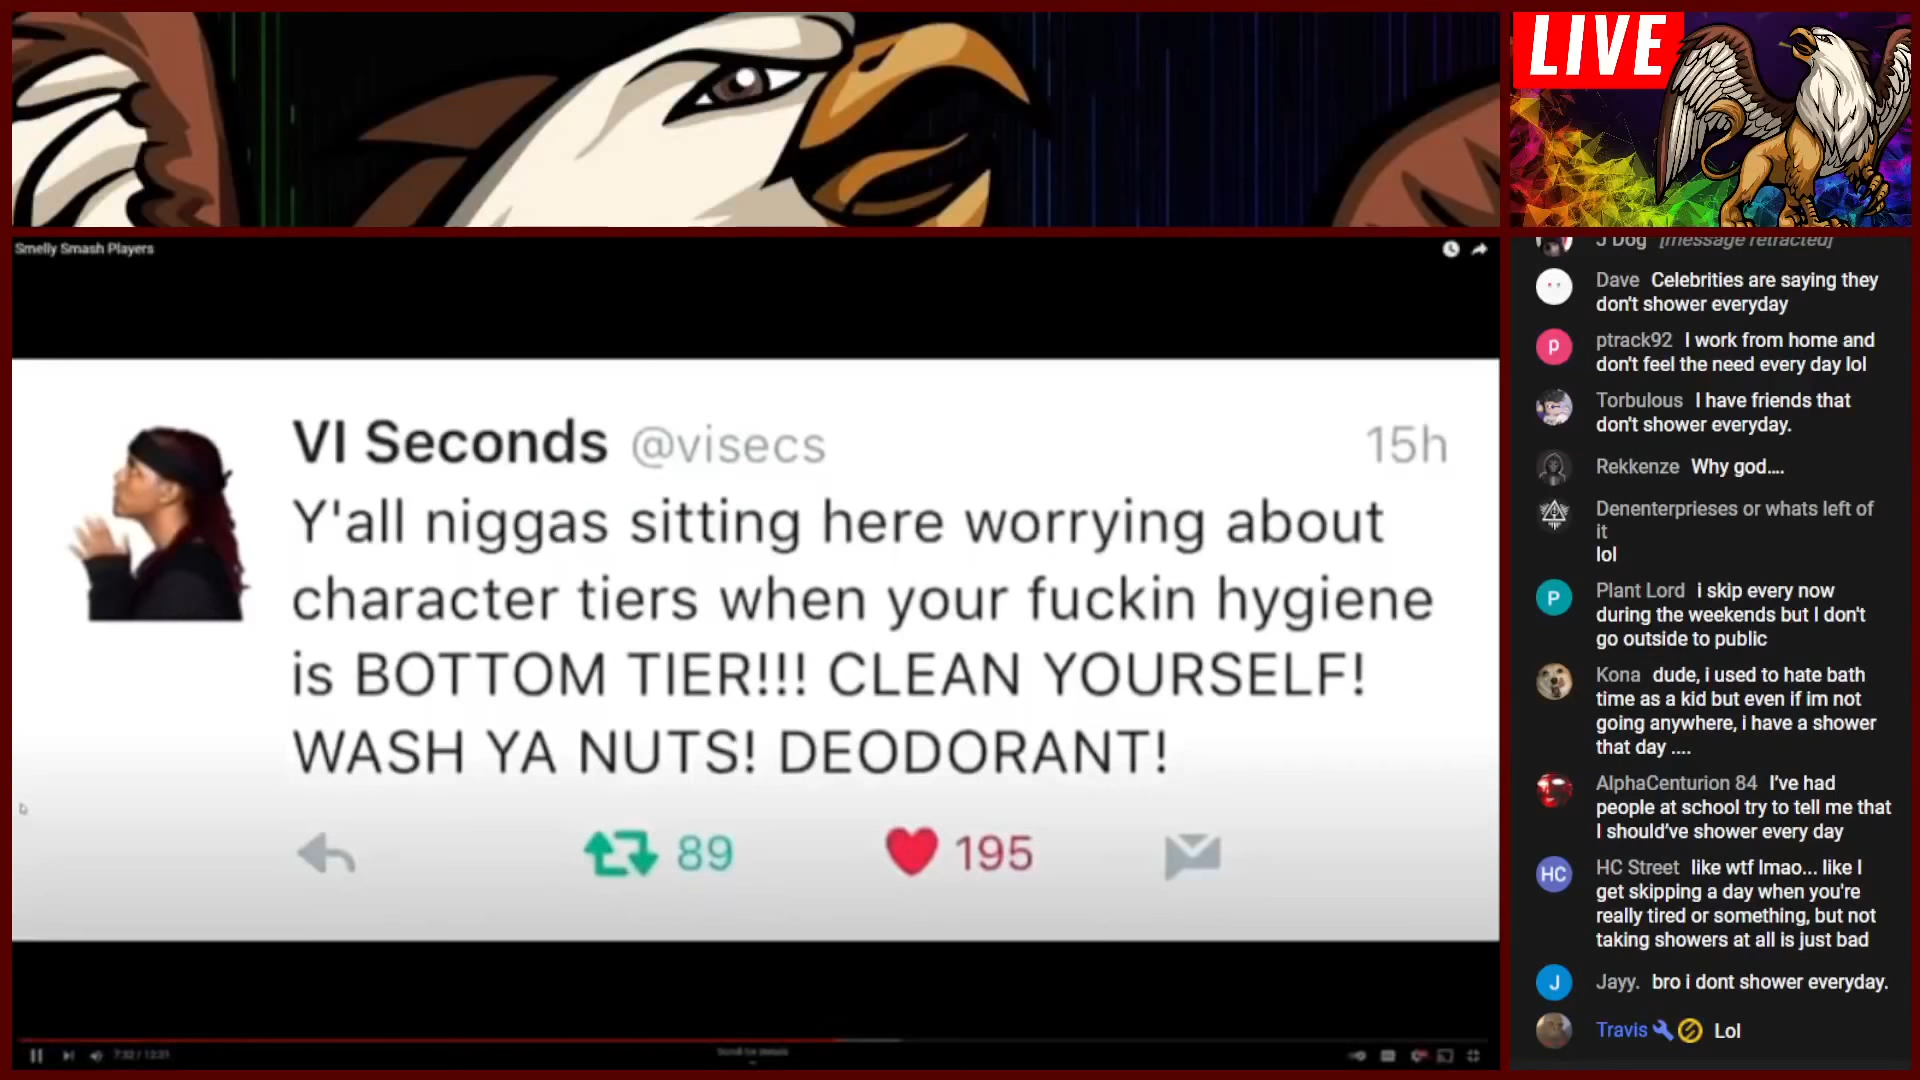 LIVE
Smelly Smash Players
VI Seconds @visecs 15h
Y'all niggas sitting here worrying about
character tiers when your fuckin hygiene
is BOTTOM TIER!!! CLEAN YOURSELF!
WASH YA NUTS! DEODORANT!
89 195
7:32 / 12:31
J Dog [message retracted]
Dave Celebrities are saying they
don't shower everyday
P
ptrack92 I work from home and
don't feel the need every day lol
Torbulous I have friends that
don't shower everyday.
Rekkenze Why god....
Denenterprieses or whats left of
it
lol
P
Plant Lord i skip every now
during the weekends but I don't
go outside to public
Kona dude, i used to hate bath
time as a kid but even if im not
going anywhere, i have a shower
that day ....
AlphaCenturion 84 I've had
people at school try to tell me that
I should've shower every day
HC
HC Street like wtf lmao... like I
get skipping a day when you're
really tired or something, but not
taking showers at all is just bad
J
Jayy. bro i dont shower everyday.
Travis Lol